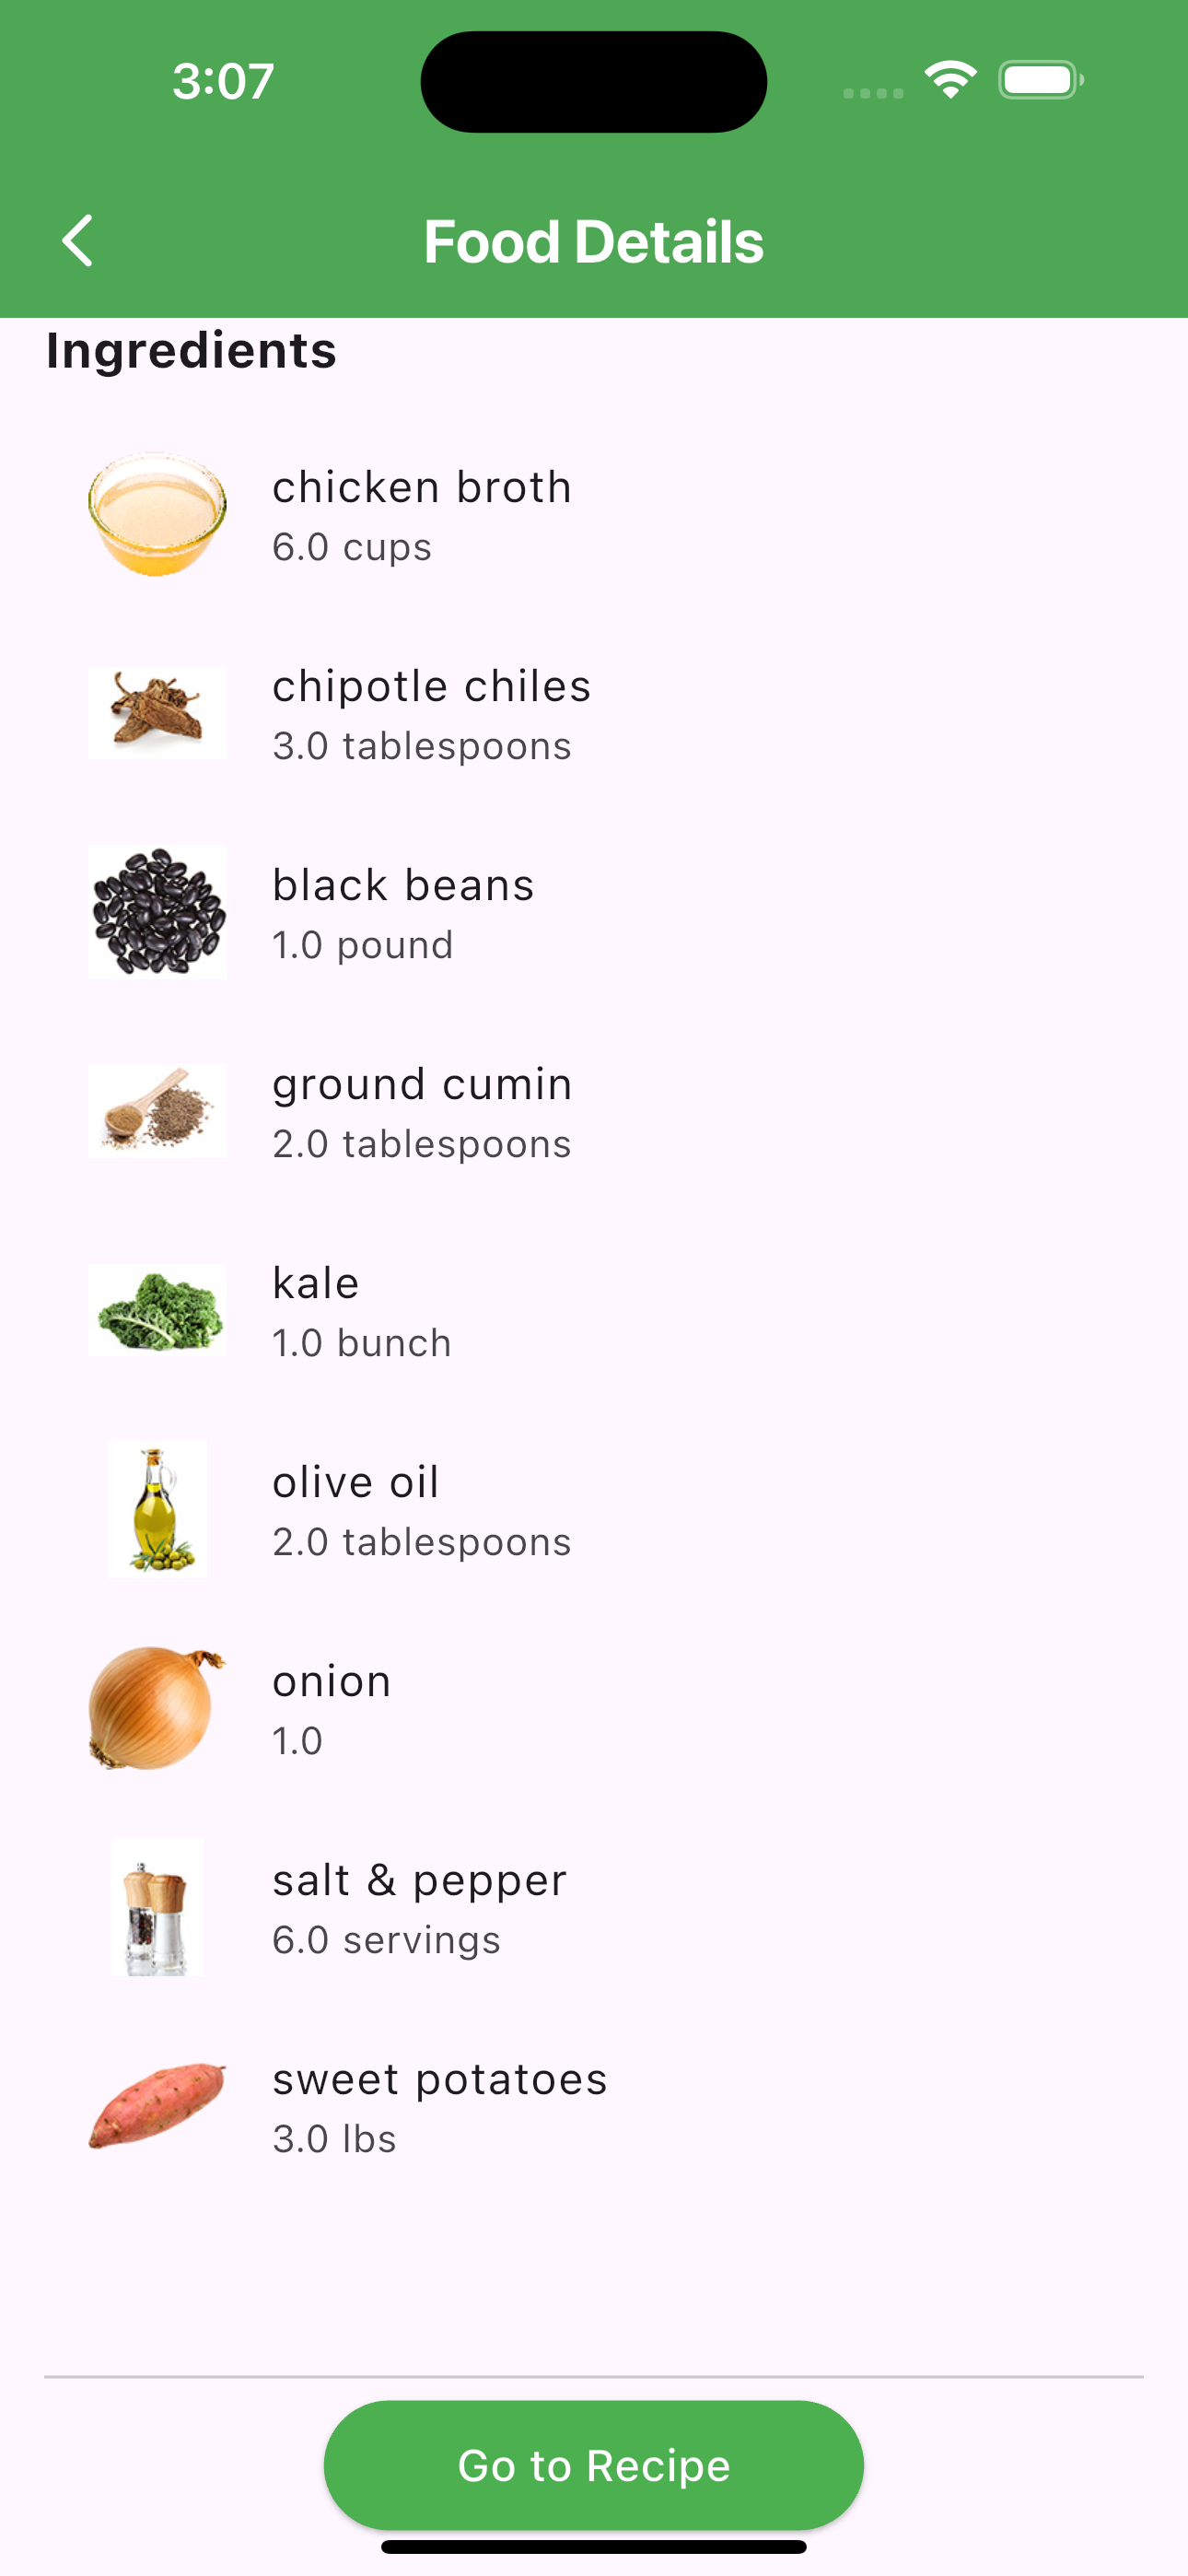 3:07
Food Details
Ingredients
chicken broth
6.0 cups
chipotle chiles
3.0 tablespoons
black beans
1.0 pound
ground cumin
2.0 tablespoons
kale
1.0 bunch
olive oil
2.0 tablespoons
onion
1.0
salt & pepper
6.0 servings
sweet potatoes
3.0 lbs
Go to Recipe